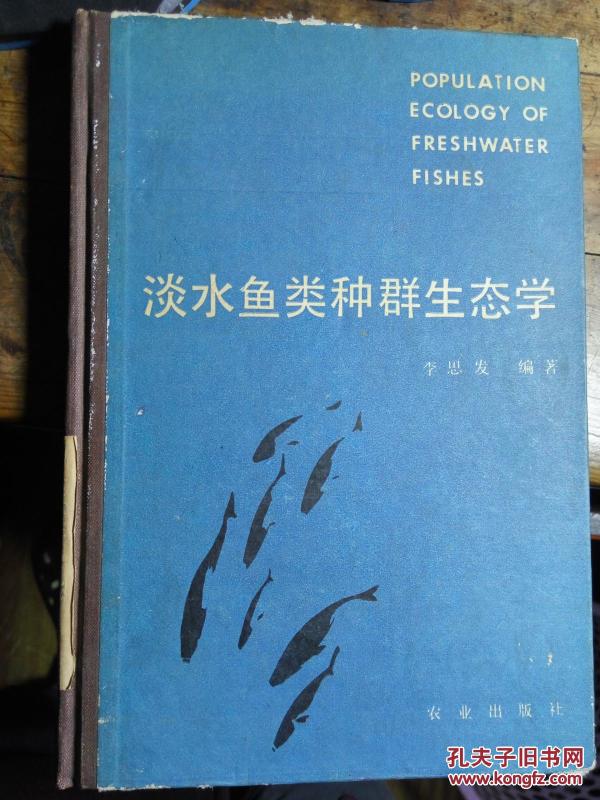 POPULATION
ECOLOGY OF
FRESHWATER
FISHES
淡水鱼类种群生态学
李思发 编著
农业出版社
孔夫子旧书网
www.kongfz.com